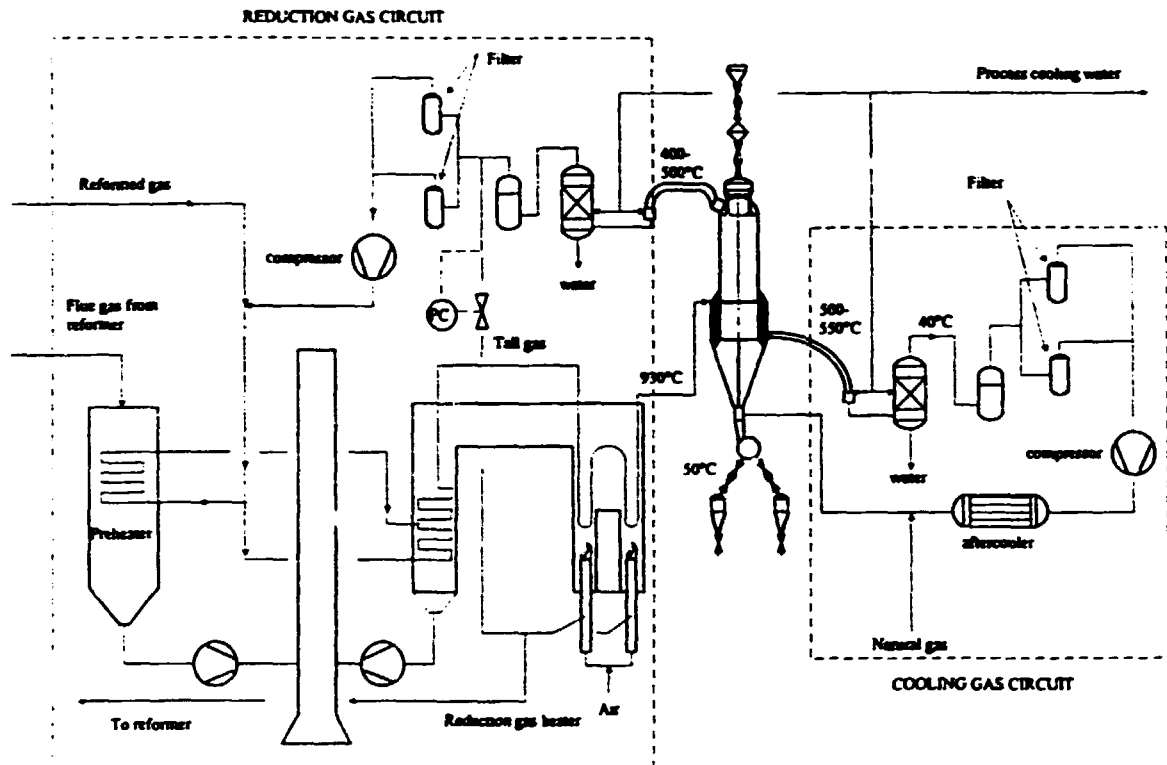 REDUCTION GAS CIRCUIT
Filter
Process cooling water
400-
500°C
Reformed gas
Filter
compressor
water
Flue gas from
reformer
PC
500-
550°C
40°C
Tail gas
930°C
compressor
50°C
water
Preheater
aftercooler
Natural gas
COOLING GAS CIRCUIT
Air
To reformer
Reduction gas heater